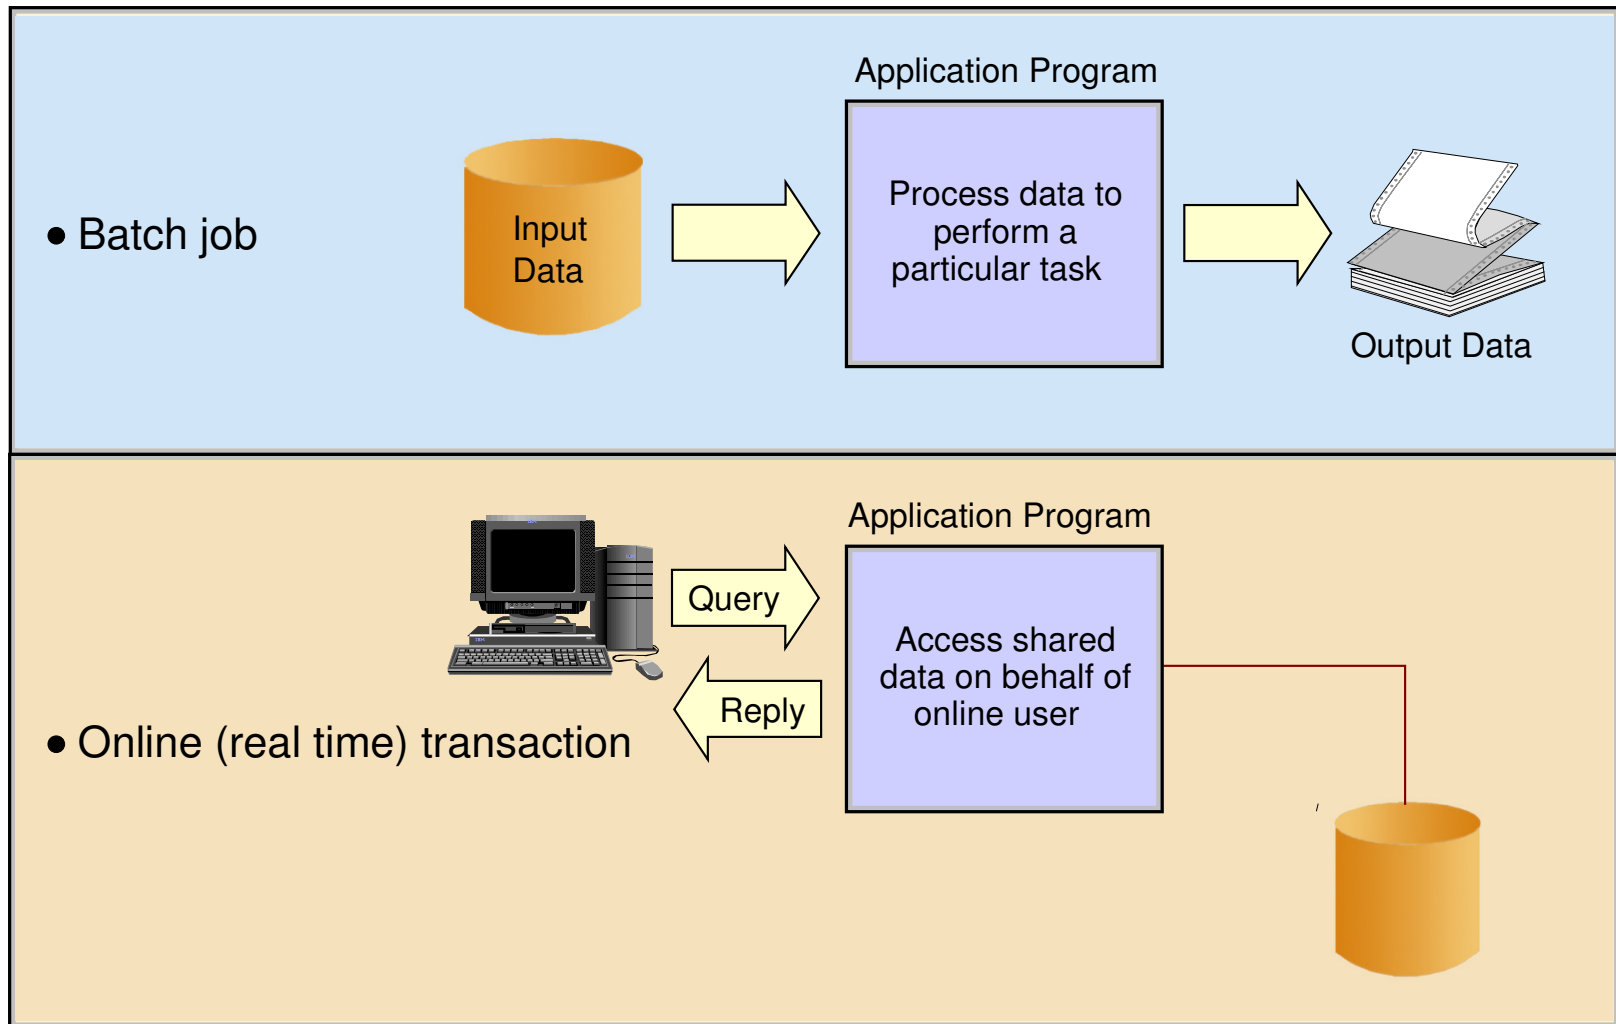 Application Program
Process data to
perform a
particular task
• Batch job
Input
Data
Output Data
Application Program
Query
Access shared
data on behalf of
online user
Reply
• Online (real time) transaction